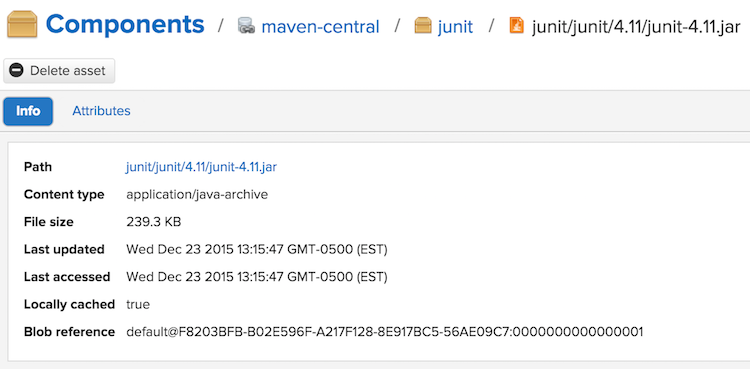 Components / maven-central / junit / junit/junit/4.11/junit-4.11.jar
Delete asset
Info Attributes
Path junit/junit/4.11/junit-4.11.jar
Content type application/java-archive
File size 239.3 KB
Last updated Wed Dec 23 2015 13:15:47 GMT-0500 (EST)
Last accessed Wed Dec 23 2015 13:15:47 GMT-0500 (EST)
Locally cached true
Blob reference default@F8203BFB-B02E596F-A217F128-8E917BC5-56AE09C7:0000000000000001